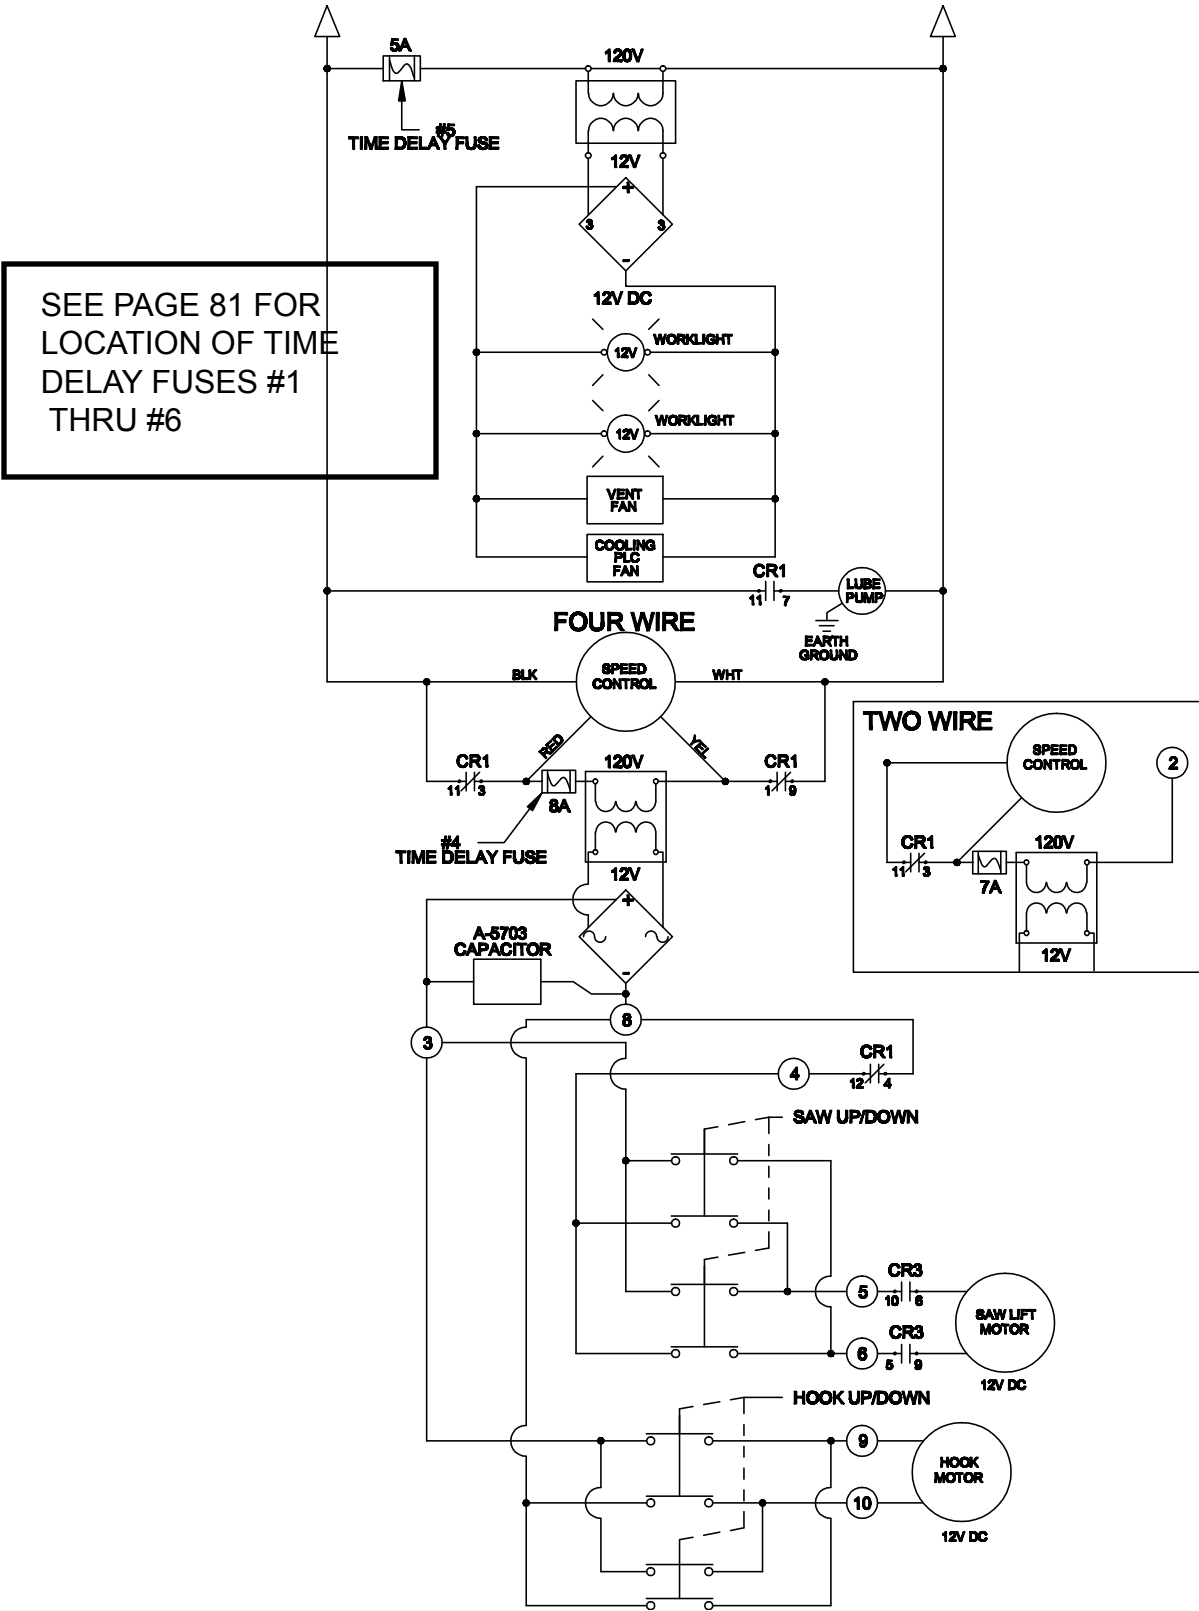 5A
120V
#5
TIME DELAY FUSE
12V
+
3
3
-
12V DC
SEE PAGE 81 FOR
LOCATION OF TIME
DELAY FUSES #1
THRU #6
WORKLIGHT
12V
WORKLIGHT
12V
VENT
FAN
COOLING
PLC
FAN
CR1
11 7
LUBE
PUMP
EARTH
GROUND
FOUR WIRE
BLK
SPEED
CONTROL
WHT
RED
YEL
CR1
11 3
8A
120V
CR1
1 9
#4
TIME DELAY FUSE
12V
TWO WIRE
SPEED
CONTROL
2
CR1
11 3
7A
120V
12V
+
-
A-5703
CAPACITOR
8
3
4
CR1
12 4
SAW UP/DOWN
5
CR3
10 6
6
CR3
5 9
SAW LIFT
MOTOR
12V DC
HOOK UP/DOWN
9
10
HOOK
MOTOR
12V DC